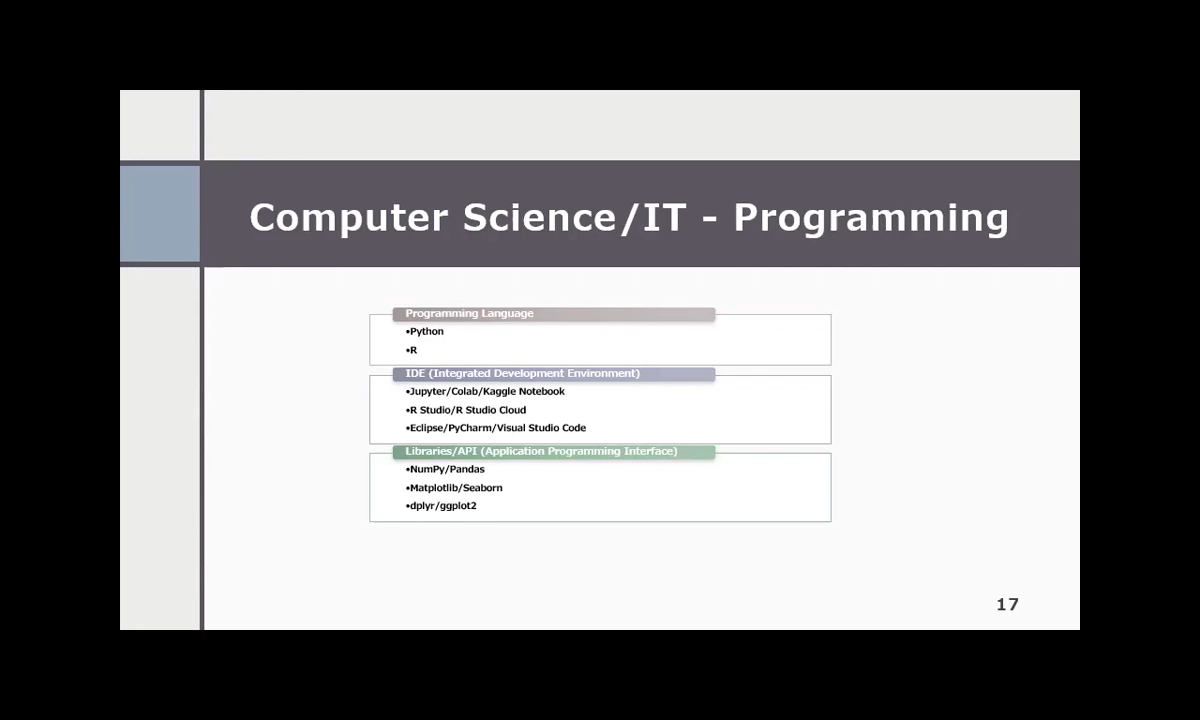 Computer Science/IT - Programming
Programming Language
•Python
•R
IDE (Integrated Development Environment)
•Jupyter/Colab/Kaggle Notebook
•R Studio/R Studio Cloud
•Eclipse/PyCharm/Visual Studio Code
Libraries/API (Application Programming Interface)
•NumPy/Pandas
•Matplotlib/Seaborn
•dplyr/ggplot2
17